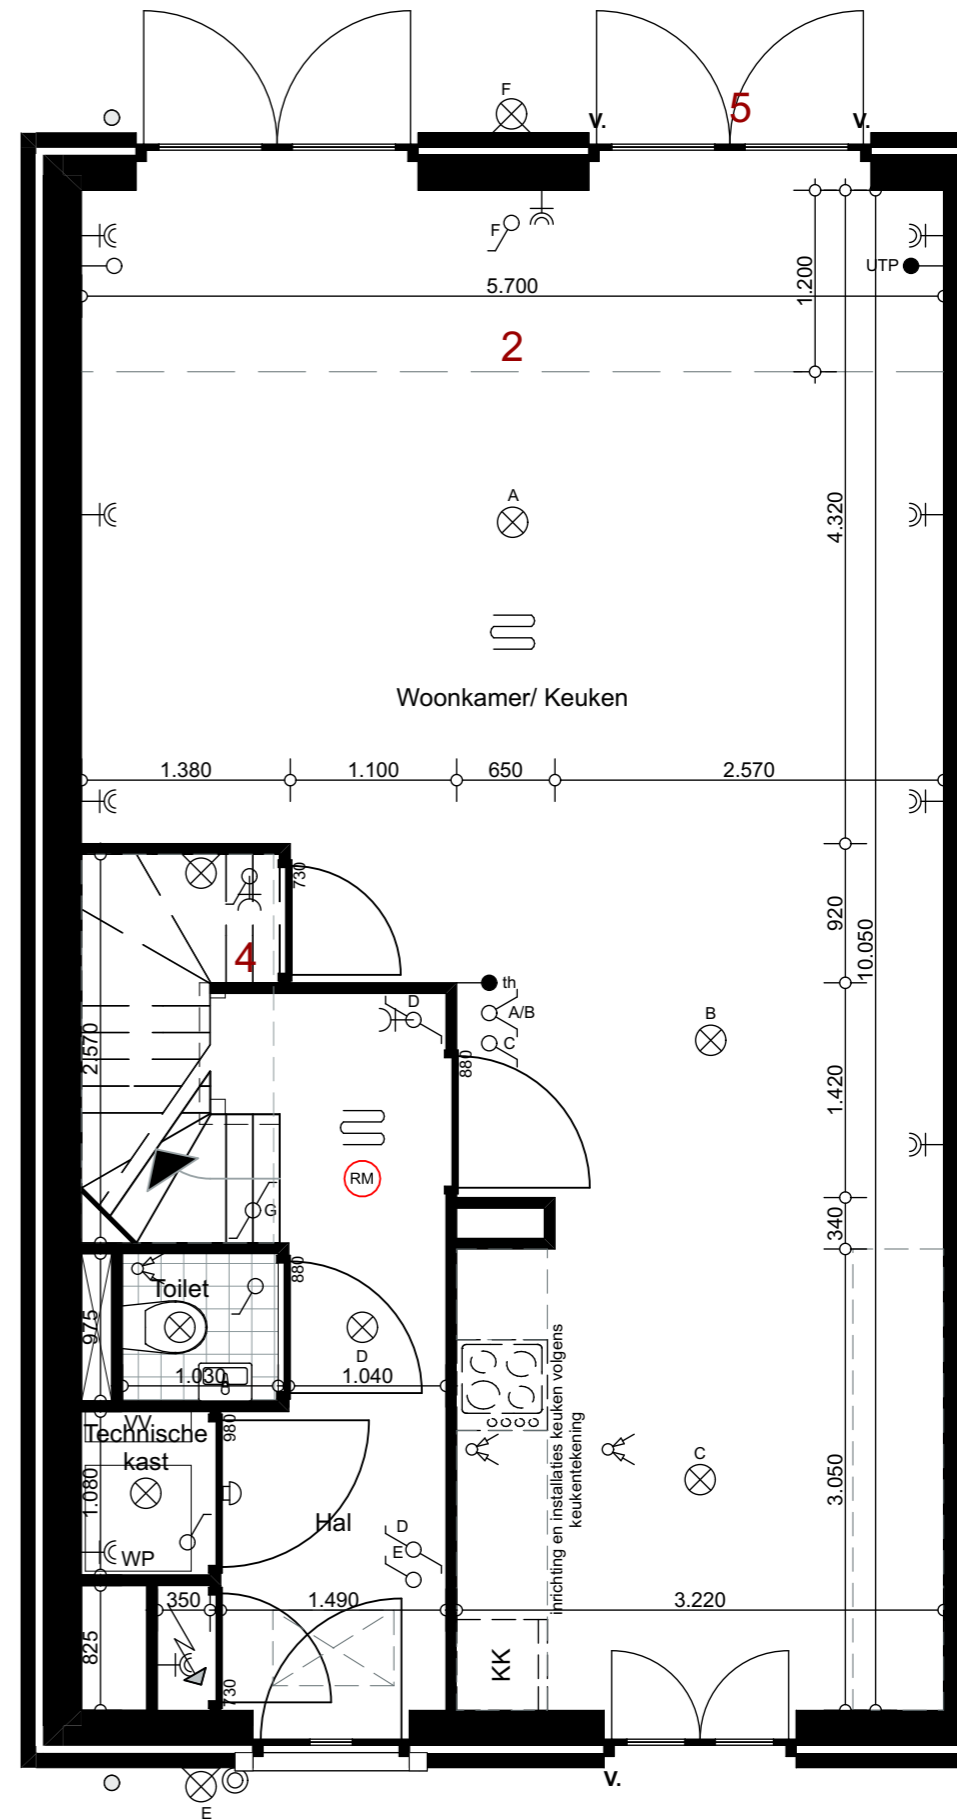 F
5
V.
V.
F
UTP
1.200
5.700
2
A
4.320
Woonkamer/ Keuken
1.380
1.100
650
2.570
730
920
10.050
4
th
D
A/B
C
B
2.570
880
1.420
RM
G
340
880
Toilet
975
D
1.030
1.040
inrichting en installaties keuken volgens
keukentekening
VV
980
Technische
kast
C
1.080
3.050
Hal
D
E
WP
350
1.490
3.220
825
KK
730
V.
E